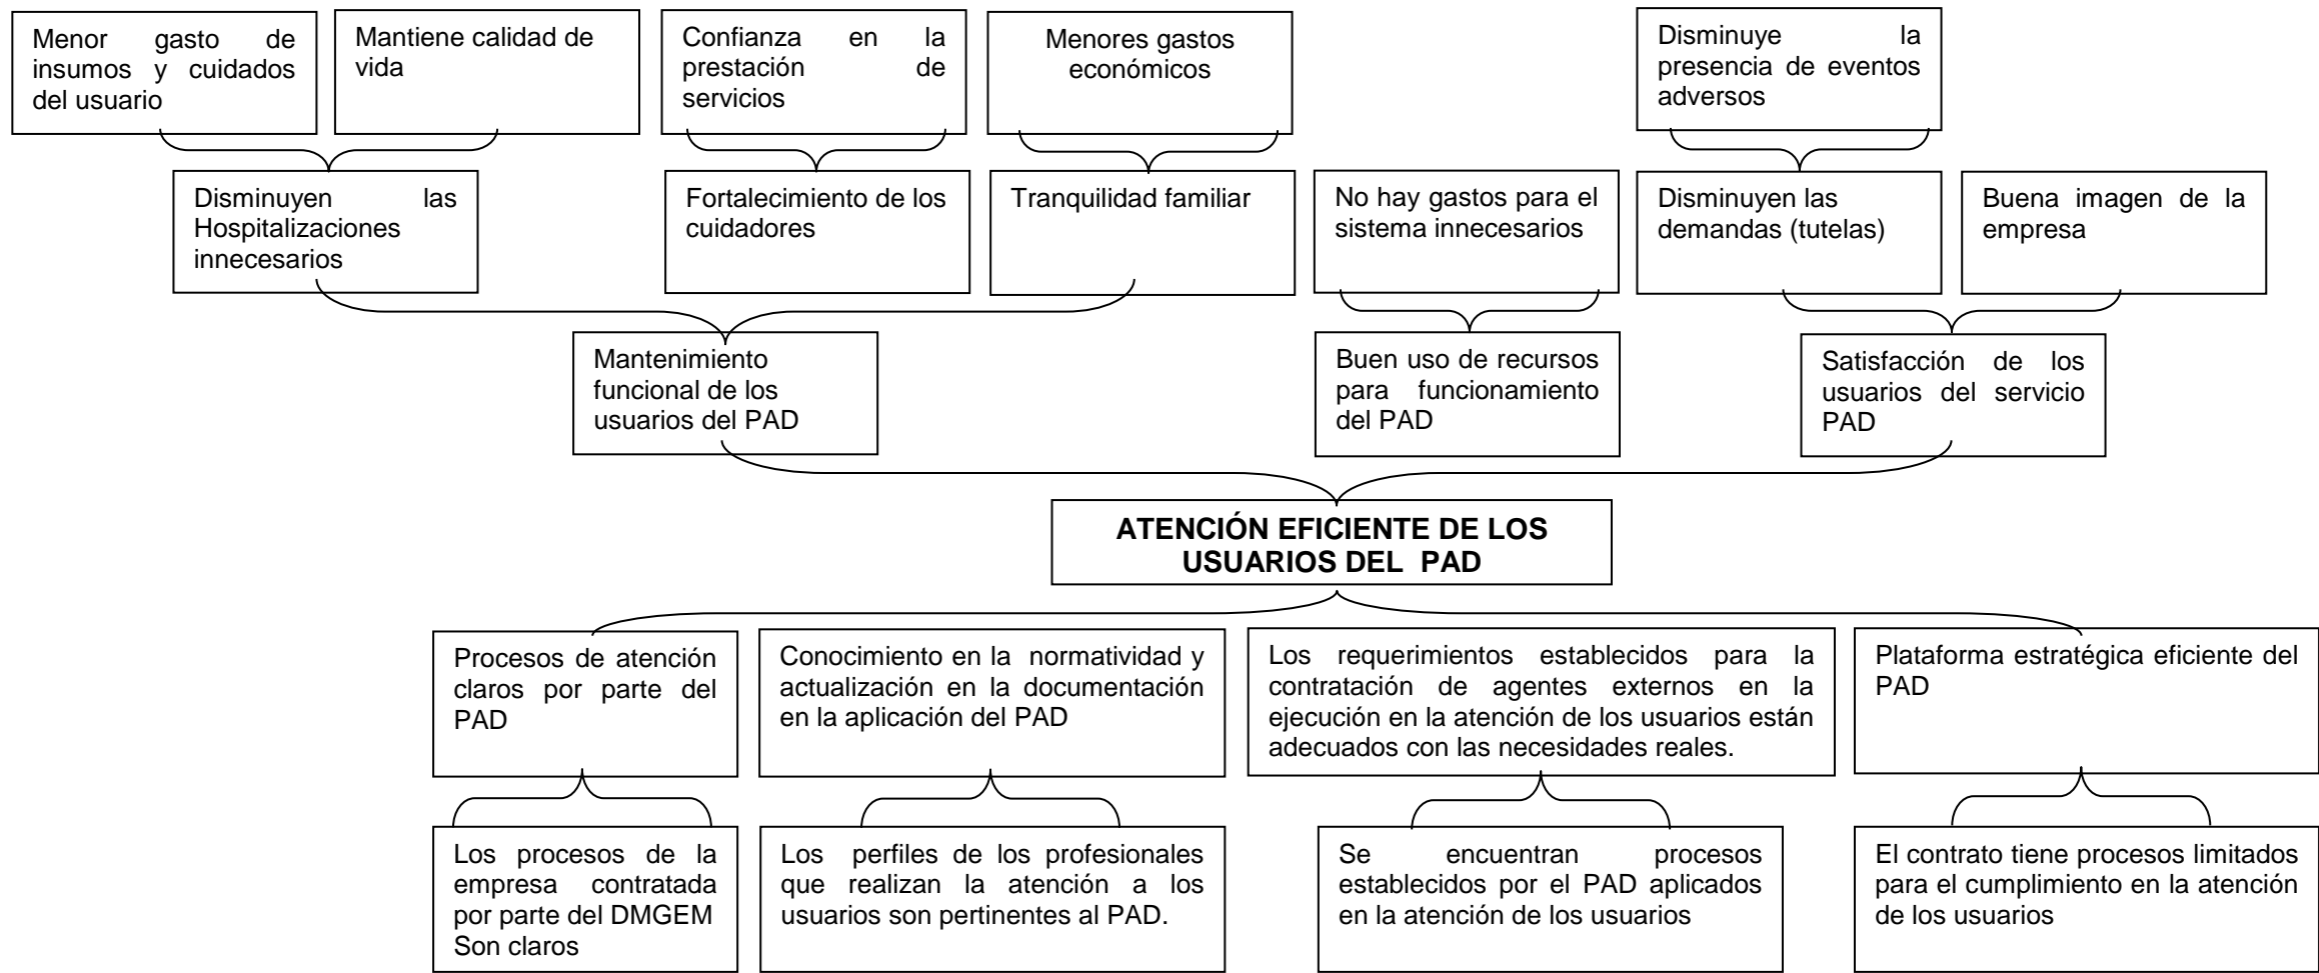 Menor gasto de
insumos y cuidados
del usuario
Mantiene calidad de
vida
Confianza en la
prestación de
servicios
Menores gastos
económicos
Disminuye la
presencia de eventos
adversos
Disminuyen las
Hospitalizaciones
innecesarios
Fortalecimiento de los
cuidadores
Tranquilidad familiar
No hay gastos para el
sistema innecesarios
Disminuyen las
demandas (tutelas)
Buena imagen de la
empresa
Mantenimiento
funcional de los
usuarios del PAD
Buen uso de recursos
para funcionamiento
del PAD
Satisfacción de los
usuarios del servicio
PAD
ATENCIÓN EFICIENTE DE LOS
USUARIOS DEL PAD
Procesos de atención
claros por parte del
PAD
Conocimiento en la normatividad y
actualización en la documentación
en la aplicación del PAD
Los requerimientos establecidos para la
contratación de agentes externos en la
ejecución en la atención de los usuarios están
adecuados con las necesidades reales.
Plataforma estratégica eficiente del
PAD
Los procesos de la
empresa contratada
por parte del DMGEM
Son claros
Los perfiles de los profesionales
que realizan la atención a los
usuarios son pertinentes al PAD.
Se encuentran procesos
establecidos por el PAD aplicados
en la atención de los usuarios
El contrato tiene procesos limitados
para el cumplimiento en la atención
de los usuarios